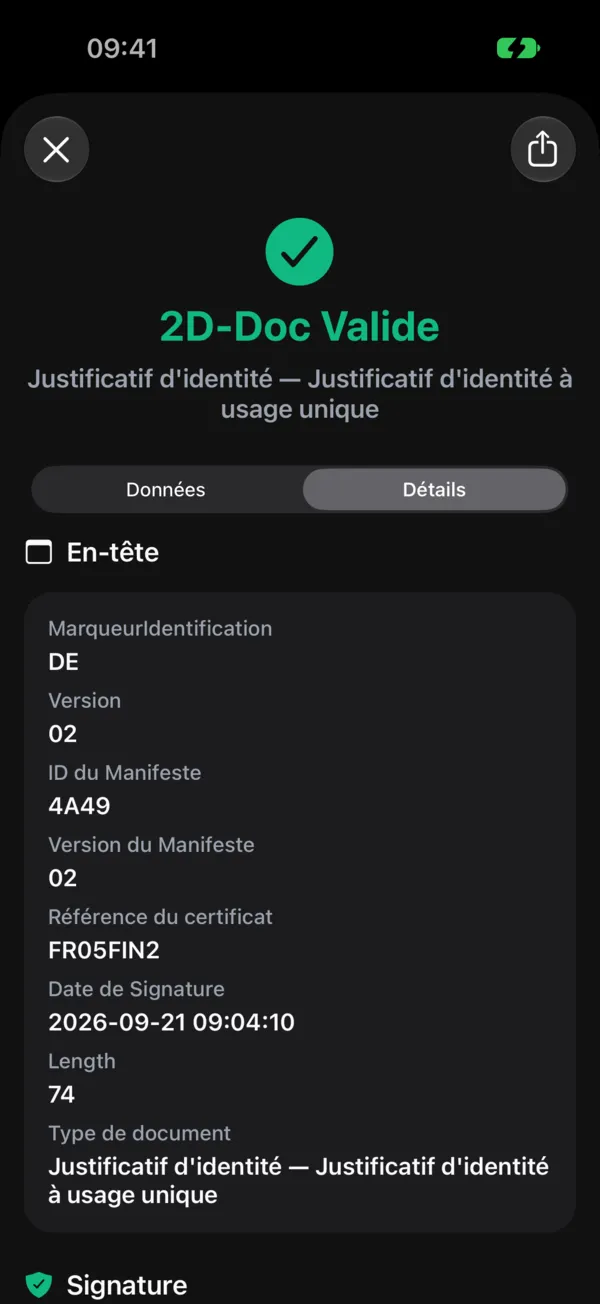 09:41
2D-Doc Valide
Justificatif d'identité — Justificatif d'identité à
usage unique
Données
Détails
En-tête
MarqueurIdentification
DE
Version
02
ID du Manifeste
4A49
Version du Manifeste
02
Référence du certificat
FR05FIN2
Date de Signature
2026-09-21 09:04:10
Length
74
Type de document
Justificatif d'identité — Justificatif d'identité
à usage unique
Signature